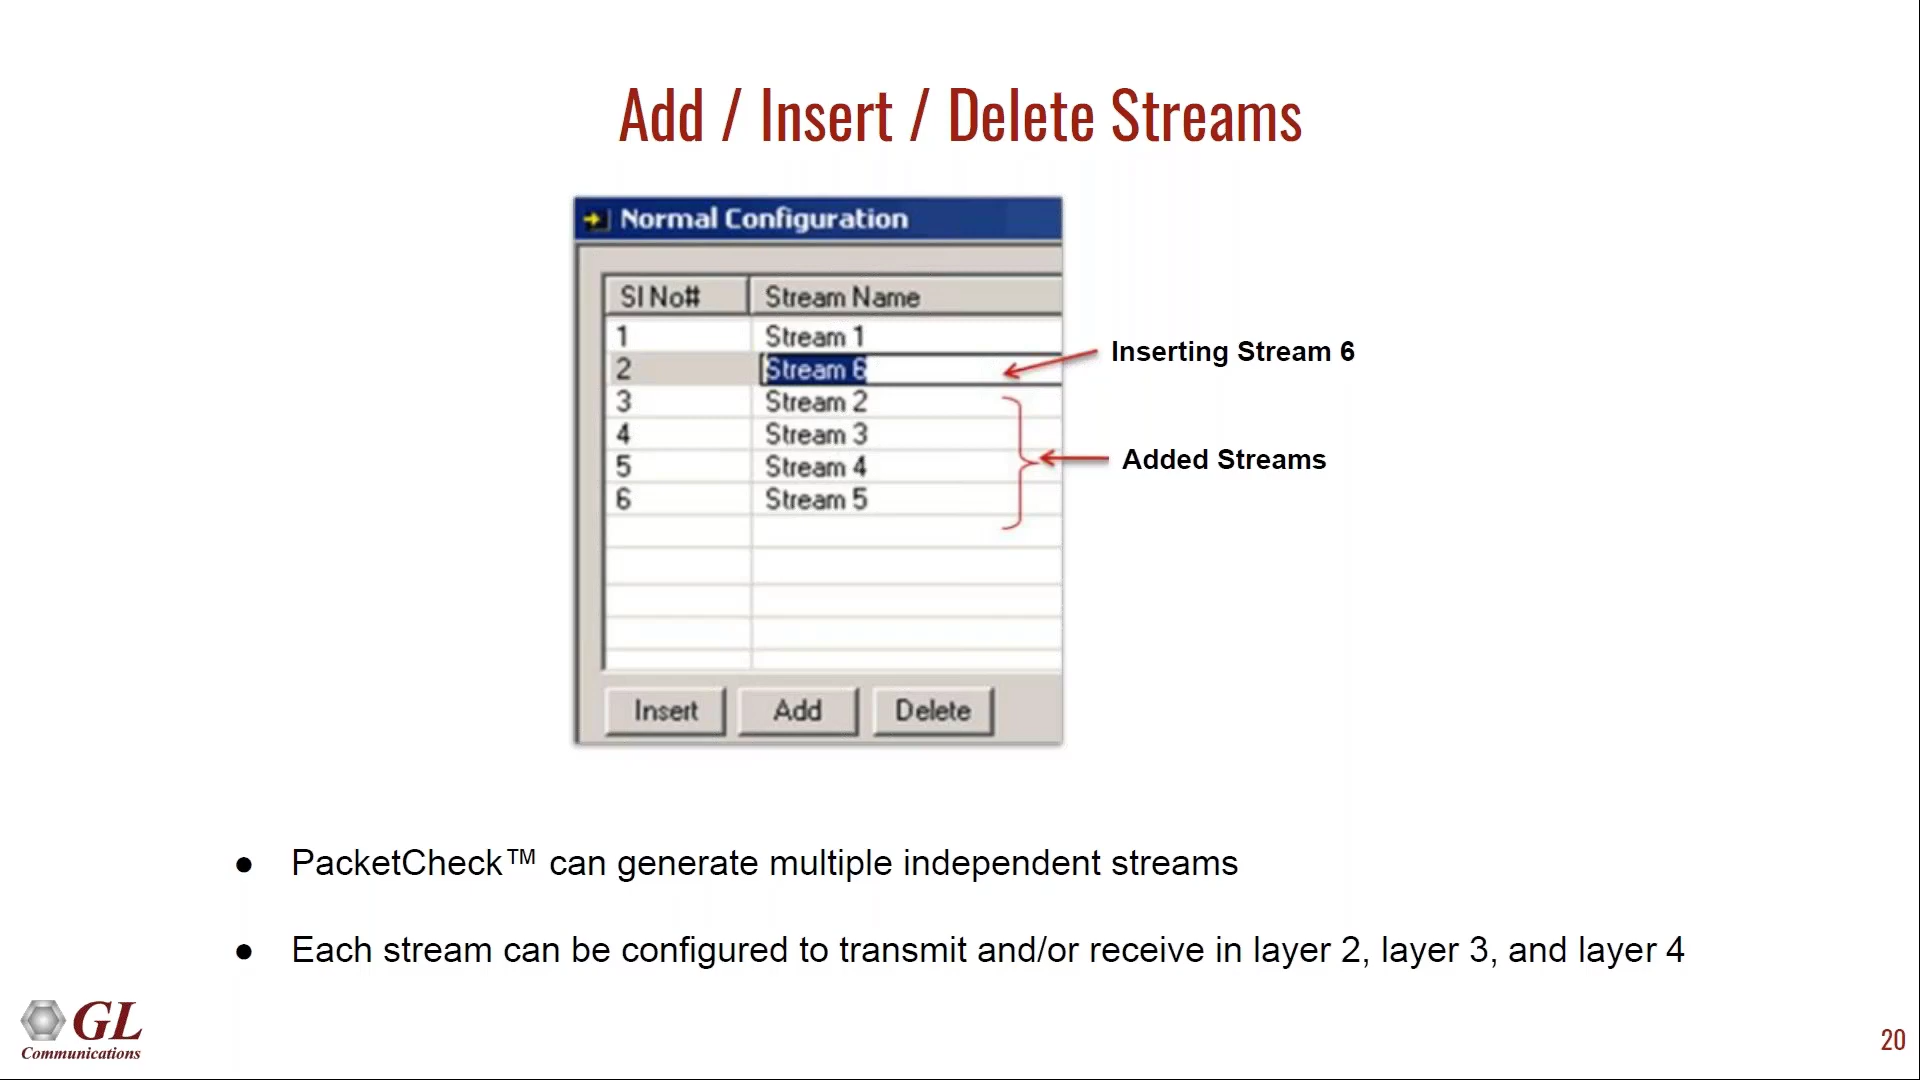 Add / Insert / Delete Streams
Normal Configuration
Sl No# Stream Name
1 Stream 1
2 Stream 6
3 Stream 2
4 Stream 3
5 Stream 4
6 Stream 5
Inserting Stream 6
Added Streams
Insert Add Delete
● PacketCheck™ can generate multiple independent streams
● Each stream can be configured to transmit and/or receive in layer 2, layer 3, and layer 4
GL
Communications
20